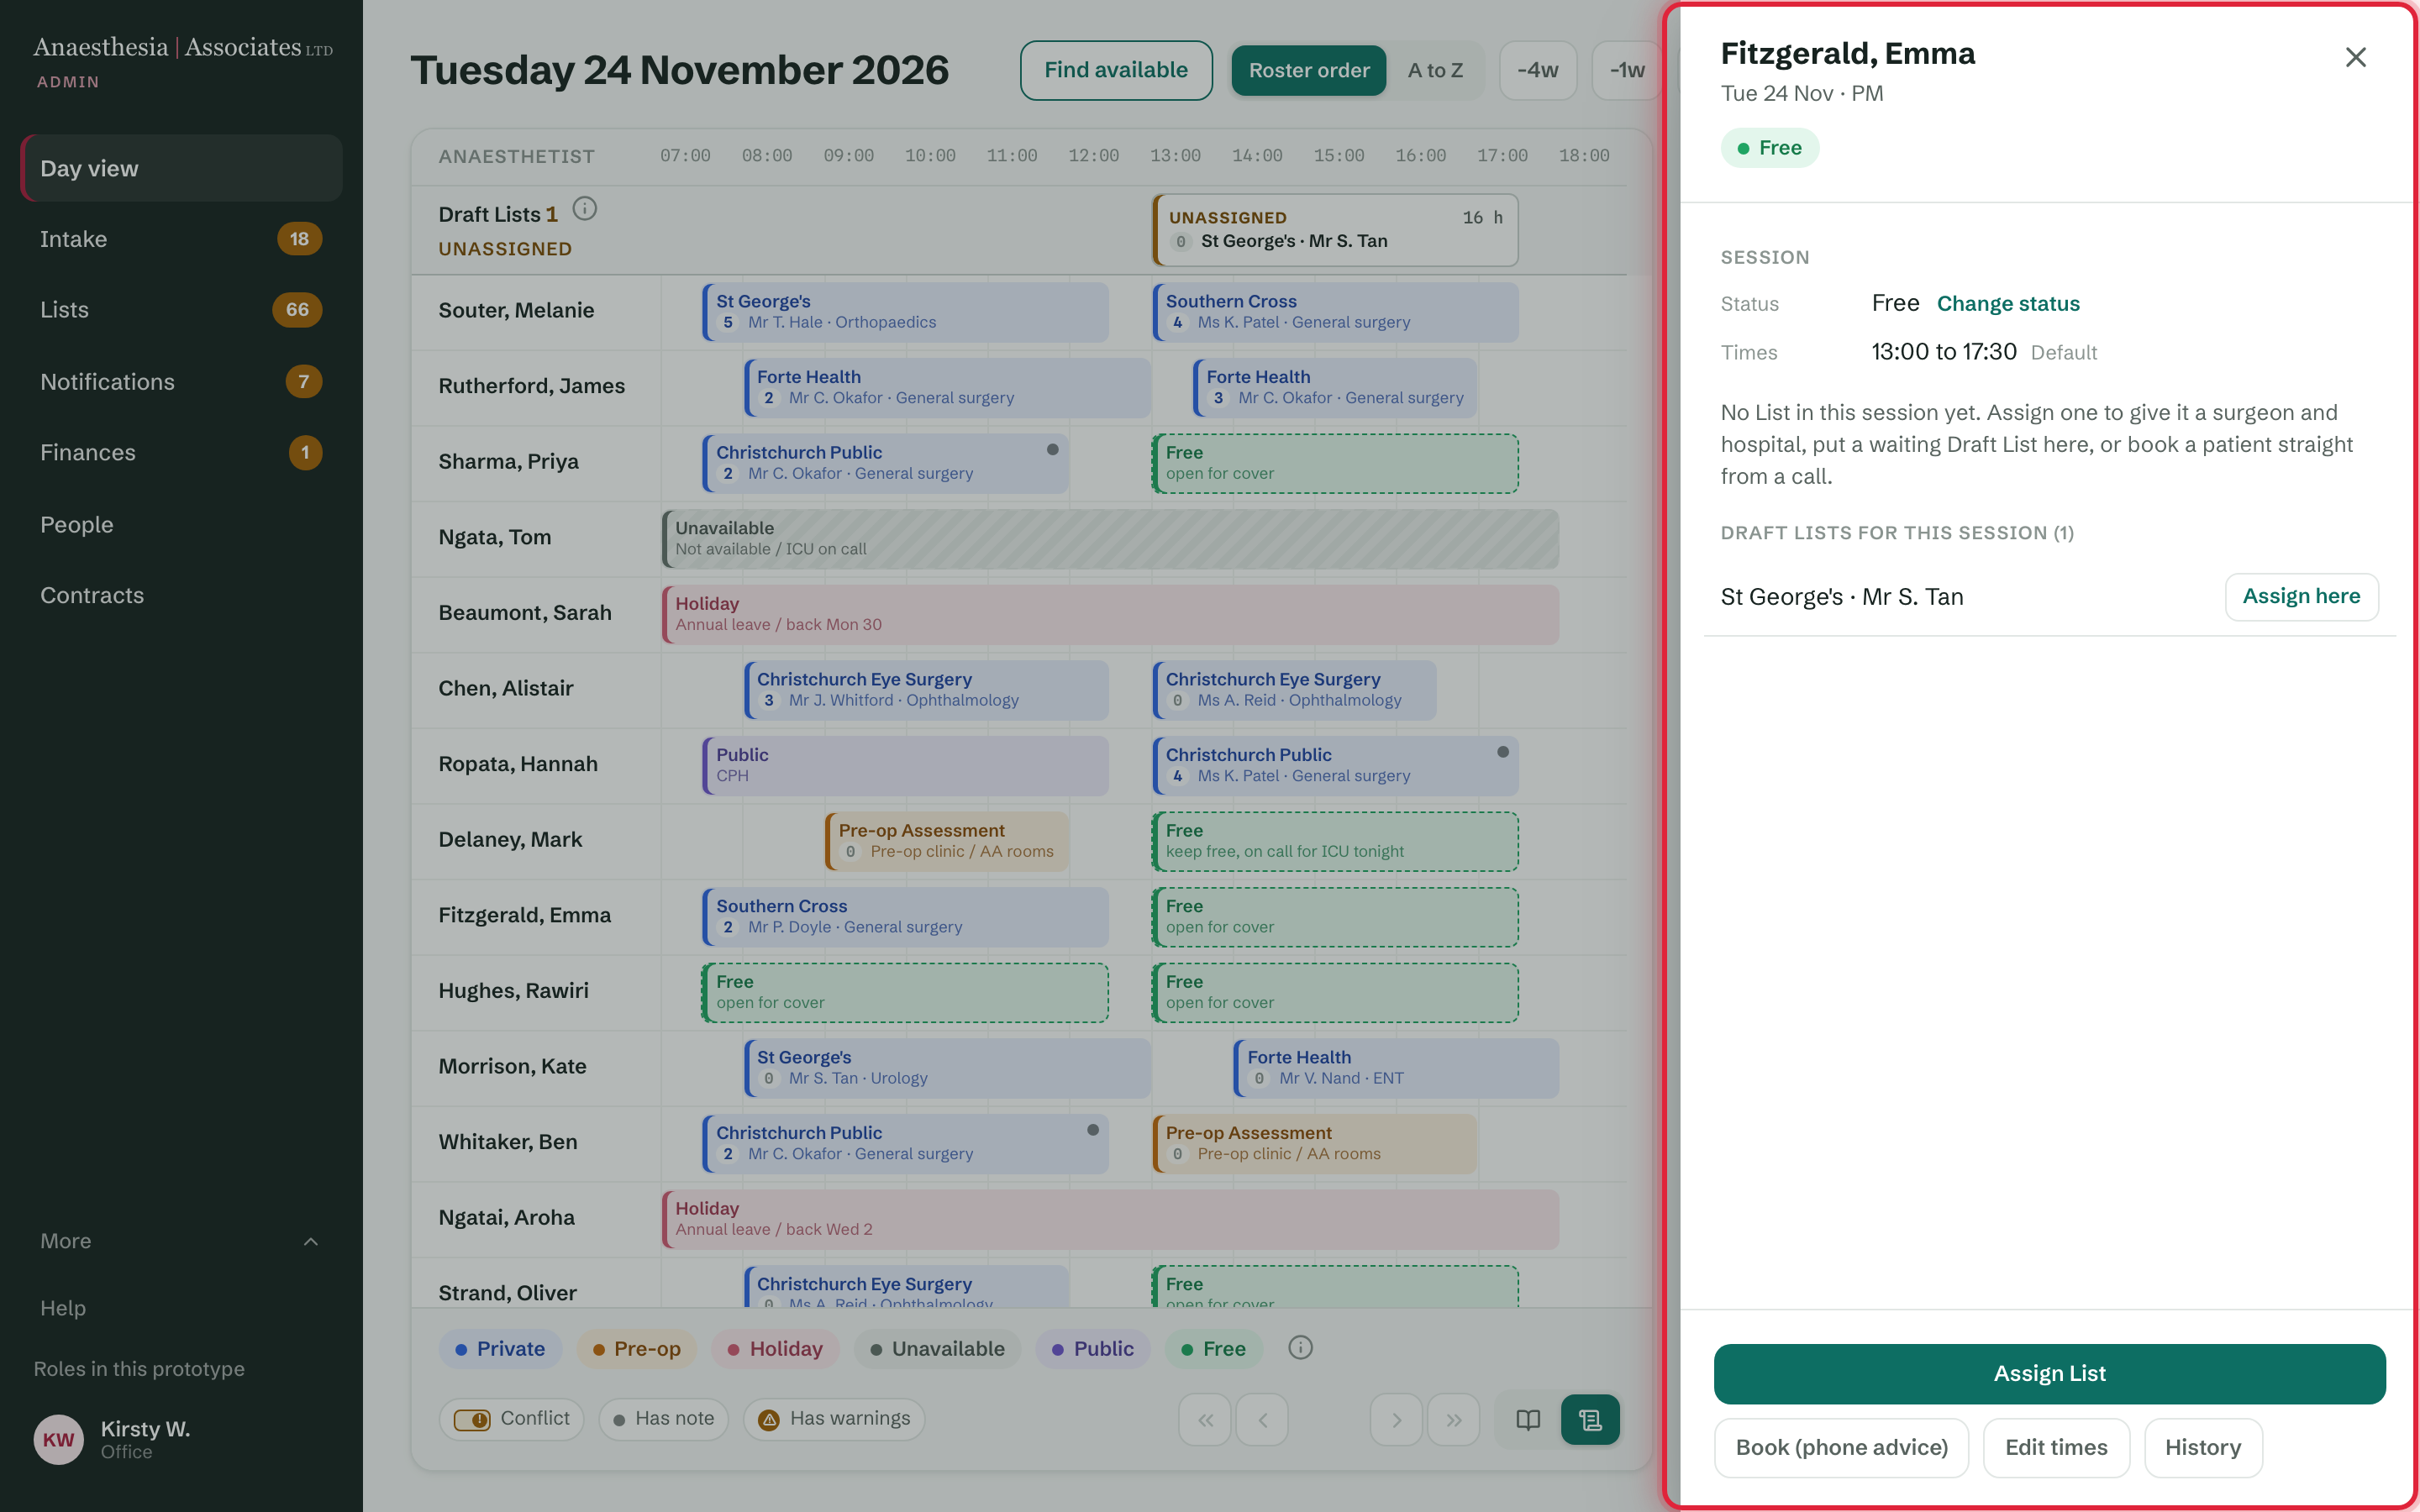 Anaesthesia | Associates LTD
ADMIN
Day view
Intake 18
Lists 66
Notifications 7
Finances 1
People
Contracts
More
Help
Roles in this prototype
KW
Kirsty W.
Office
Tuesday 24 November 2026
Find available
Roster order
A to Z
-4w
-1w
ANAESTHETIST 07:00 08:00 09:00 10:00 11:00 12:00 13:00 14:00 15:00 16:00 17:00 18:00
Draft Lists 1
UNASSIGNED
UNASSIGNED 16 h
0 St George's · Mr S. Tan
Souter, Melanie
St George's
5 Mr T. Hale · Orthopaedics
Southern Cross
4 Ms K. Patel · General surgery
Rutherford, James
Forte Health
2 Mr C. Okafor · General surgery
Forte Health
3 Mr C. Okafor · General surgery
Sharma, Priya
Christchurch Public
2 Mr C. Okafor · General surgery
Free
open for cover
Ngata, Tom
Unavailable
Not available / ICU on call
Beaumont, Sarah
Holiday
Annual leave / back Mon 30
Chen, Alistair
Christchurch Eye Surgery
3 Mr J. Whitford · Ophthalmology
Christchurch Eye Surgery
0 Ms A. Reid · Ophthalmology
Ropata, Hannah
Public
CPH
Christchurch Public
4 Ms K. Patel · General surgery
Delaney, Mark
Pre-op Assessment
0 Pre-op clinic / AA rooms
Free
keep free, on call for ICU tonight
Fitzgerald, Emma
Southern Cross
2 Mr P. Doyle · General surgery
Free
open for cover
Hughes, Rawiri
Free
open for cover
Free
open for cover
Morrison, Kate
St George's
0 Mr S. Tan · Urology
Forte Health
0 Mr V. Nand · ENT
Whitaker, Ben
Christchurch Public
2 Mr C. Okafor · General surgery
Pre-op Assessment
0 Pre-op clinic / AA rooms
Ngatai, Aroha
Holiday
Annual leave / back Wed 2
Strand, Oliver
Christchurch Eye Surgery
0 Ms A. Reid · Ophthalmology
Free
open for cover
Private
Pre-op
Holiday
Unavailable
Public
Free
Conflict
Has note
Has warnings
Fitzgerald, Emma
Tue 24 Nov · PM
Free
SESSION
Status Free Change status
Times 13:00 to 17:30 Default
No List in this session yet. Assign one to give it a surgeon and
hospital, put a waiting Draft List here, or book a patient straight
from a call.
DRAFT LISTS FOR THIS SESSION (1)
St George's · Mr S. Tan
Assign here
Assign List
Book (phone advice)
Edit times
History